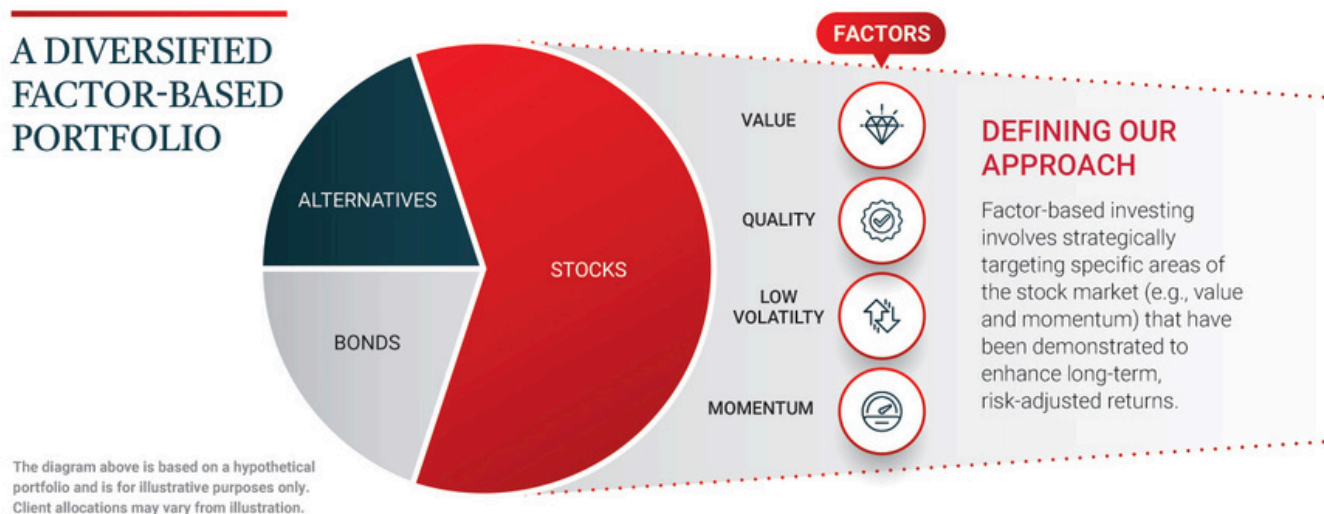 A DIVERSIFIED
FACTOR-BASED
PORTFOLIO
ALTERNATIVES
BONDS
STOCKS
FACTORS
VALUE
QUALITY
LOW
VOLATILTY
MOMENTUM
DEFINING OUR
APPROACH
Factor-based investing
involves strategically
targeting specific areas of
the stock market (e.g., value
and momentum) that have
been demonstrated to
enhance long-term,
risk-adjusted returns.
The diagram above is based on a hypothetical
portfolio and is for illustrative purposes only.
Client allocations may vary from illustration.